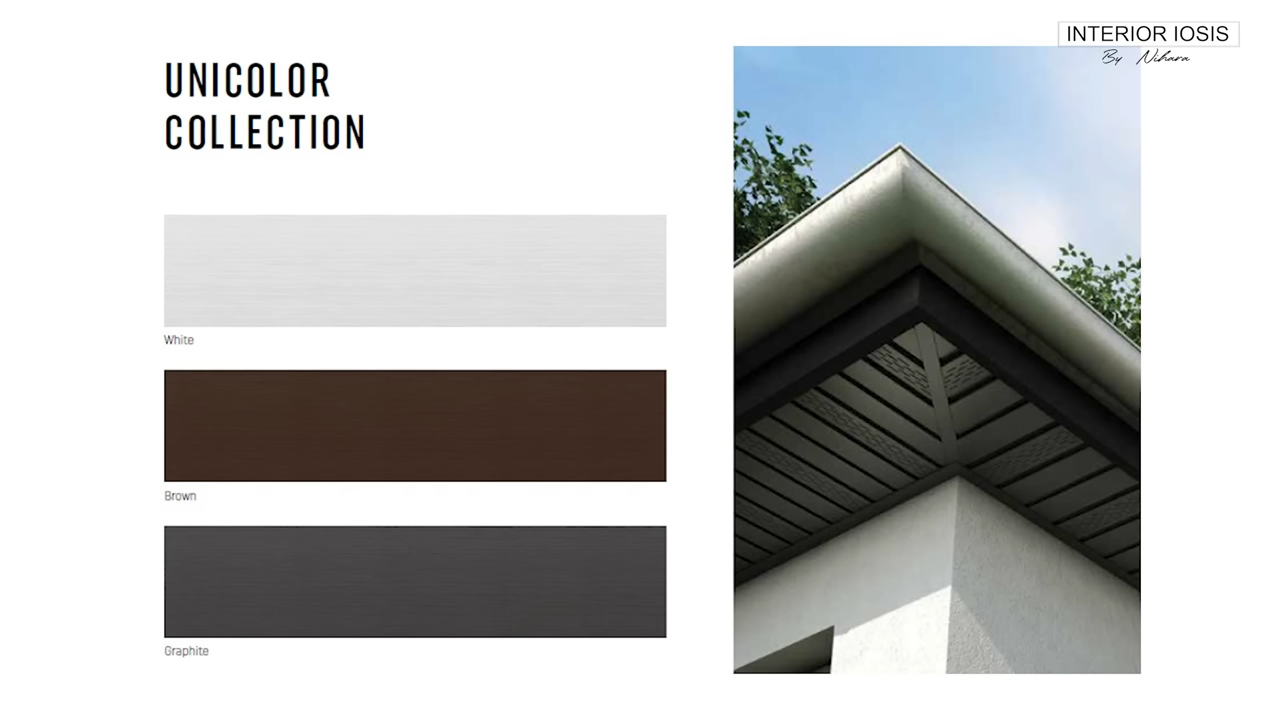 INTERIOR IOSIS
By Nihara
UNICOLOR
COLLECTION
White
Brown
Graphite